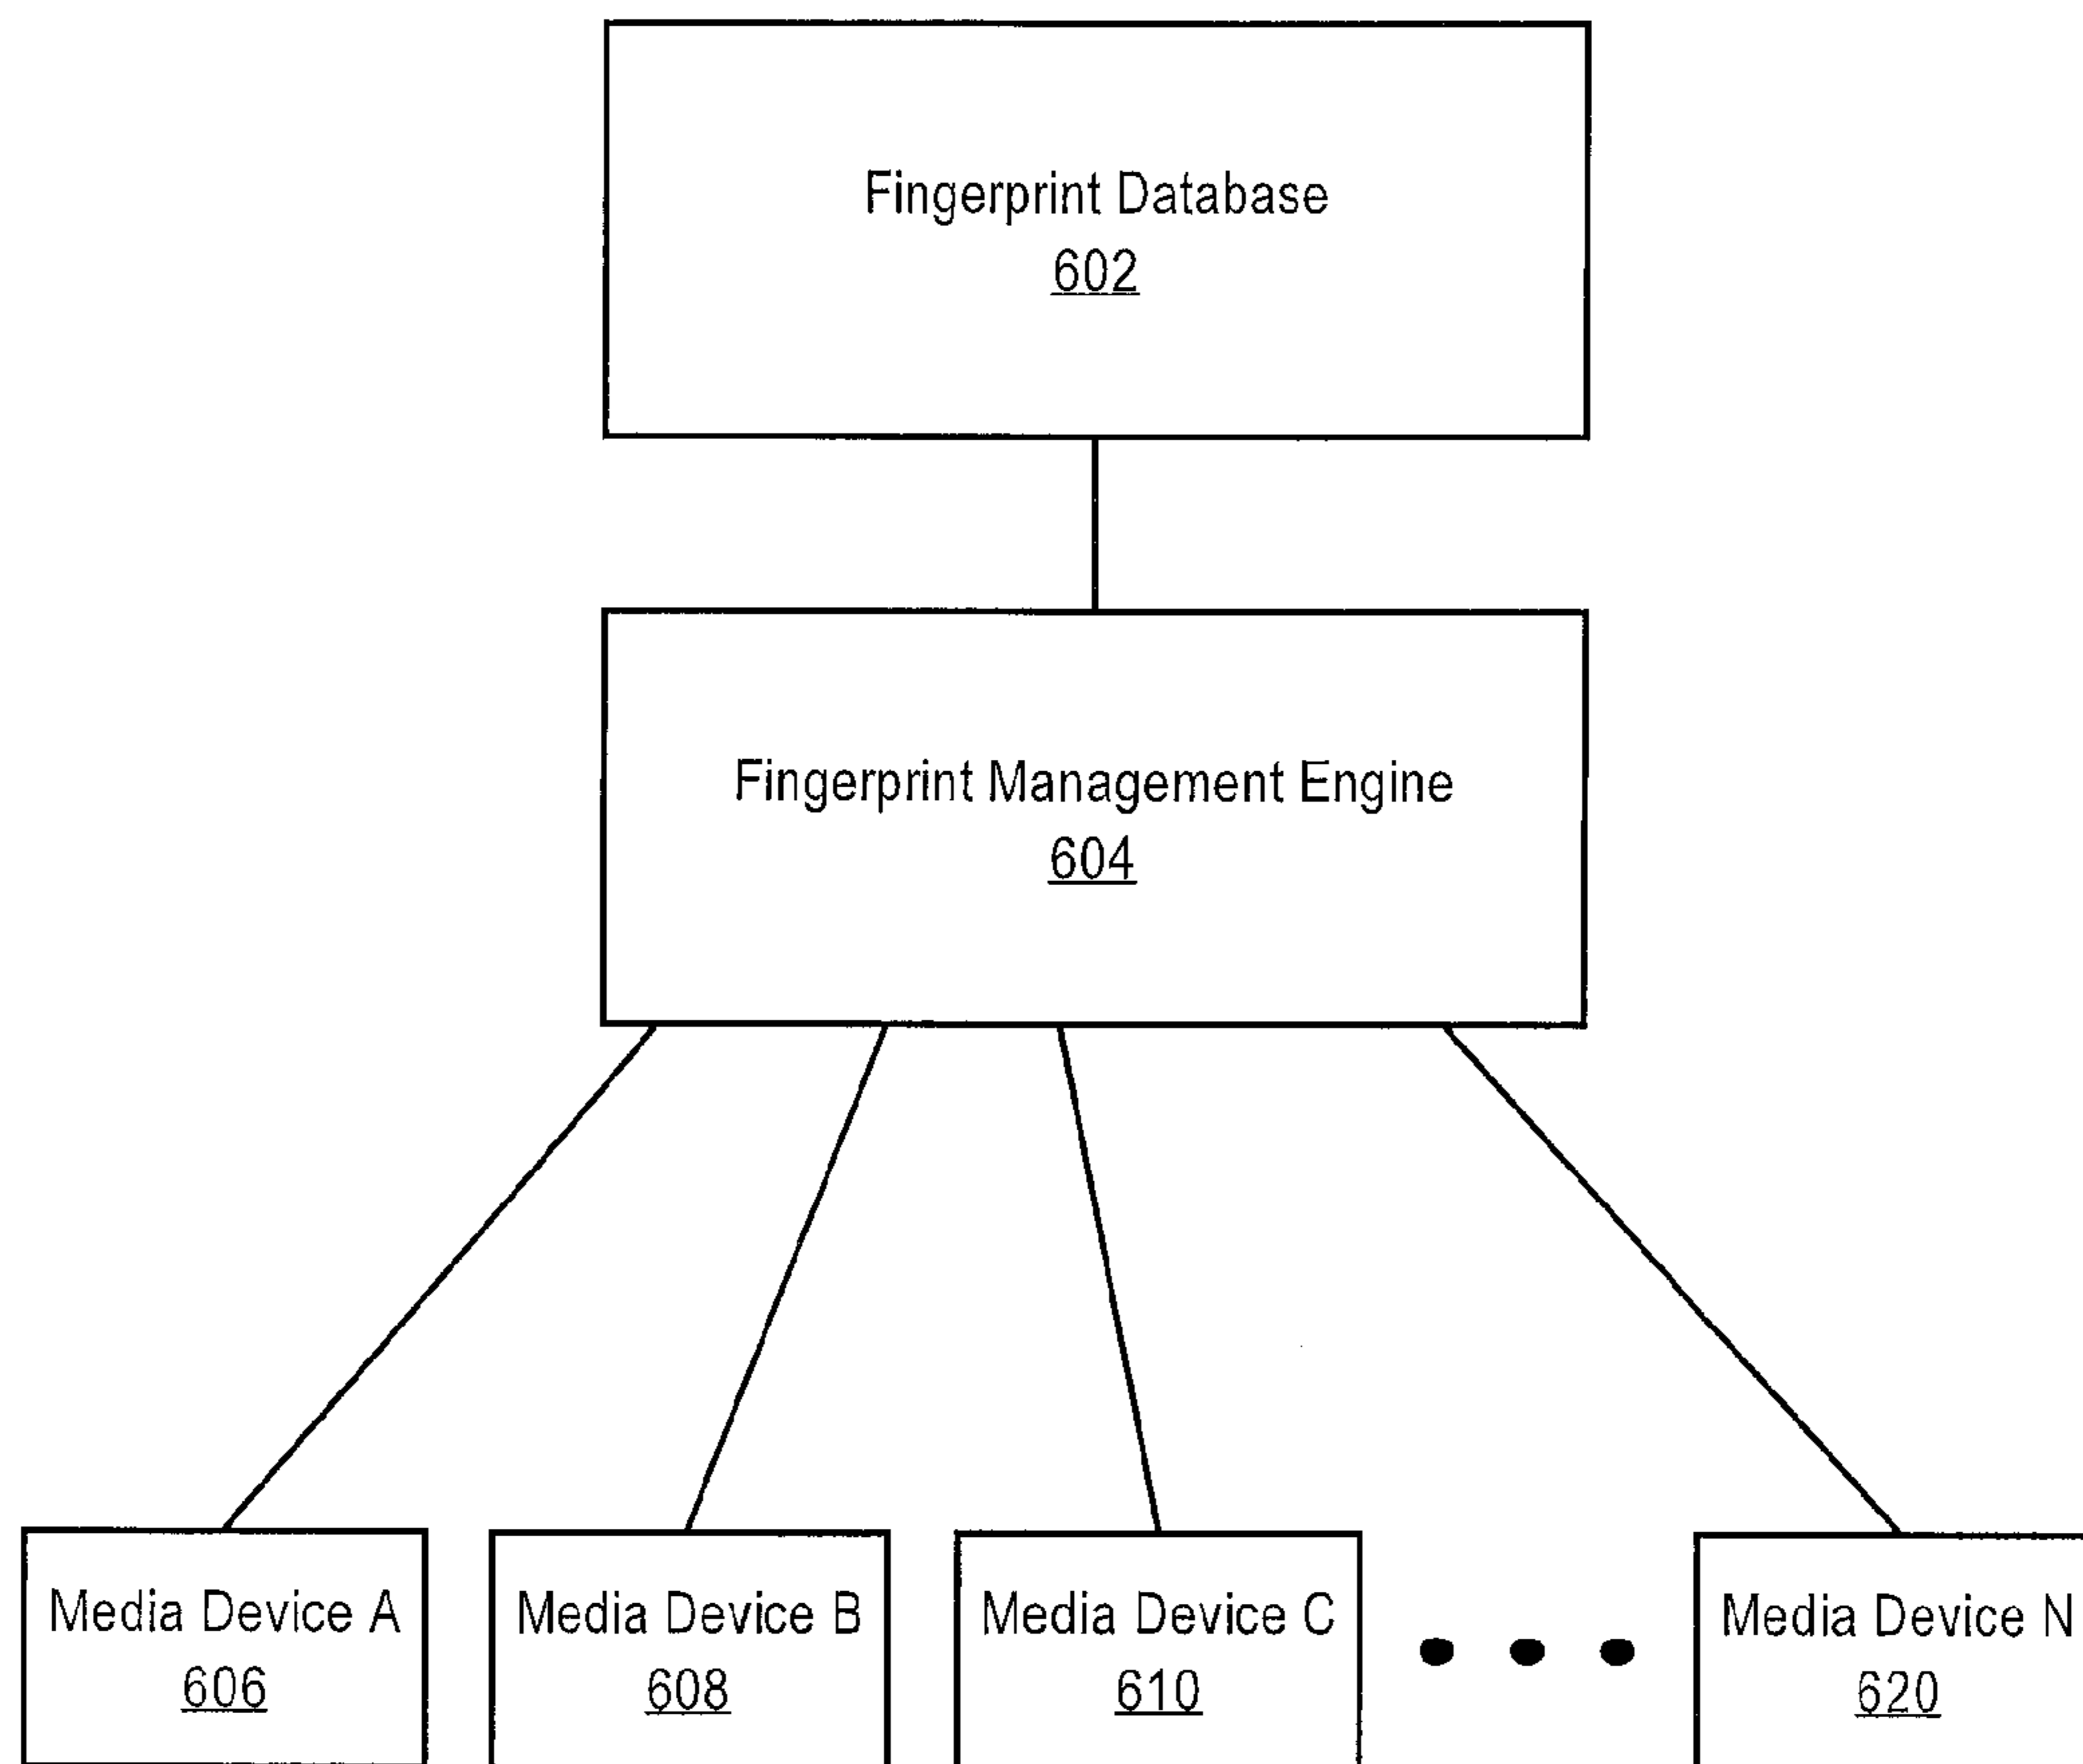 Fingerprint Database
602
Fingerprint Management Engine
604
Media Device A
606
Media Device B
608
Media Device C
610
Media Device N
620